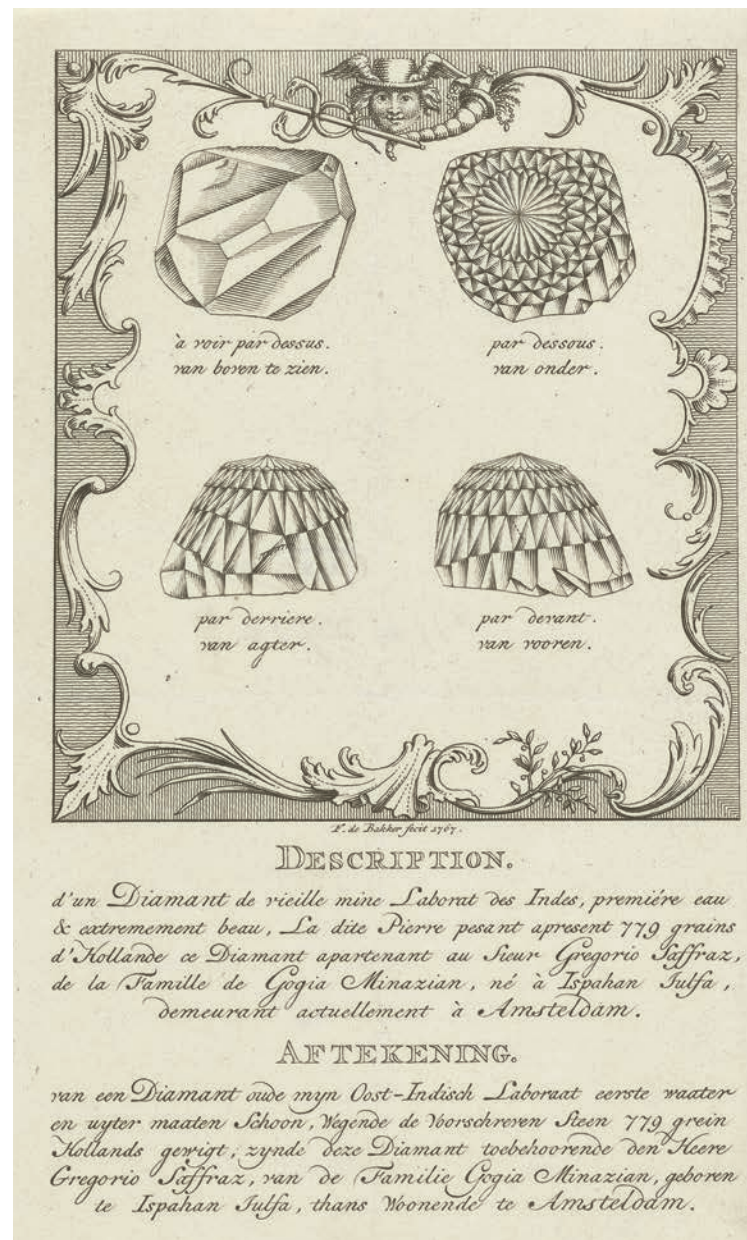 à voir par dessus.
van boven te zien.
par dessous.
van onder.
par derriere.
van agter.
par devant.
van vooren.
F. de Bakker fecit 1767.
DESCRIPTION.
d'un Diamant de vieille mine Laborat des Indes, premiére eau
& extremement beau, La dite Pierre pesant apresent 779 grains
d'Hollande ce Diamant apartenant au Sieur Gregorio Saffraz,
de la Famille de Gogia Minazian, né à Ispahan Julfa,
demeurant actuellement à Amsteldam.
AFTEKENING.
van een Diamant oude myn Oost-Indisch Laboraat eerste waater
en uyter maaten Schoon, Wegende de Voorschreven Steen 779 grein
Hollands gewigt, zynde deze Diamant toebehoorende den Heere
Gregorio Saffraz, van de Familie Gogia Minazian, geboren
te Ispahan Julfa, thans Woonende te Amsteldam.